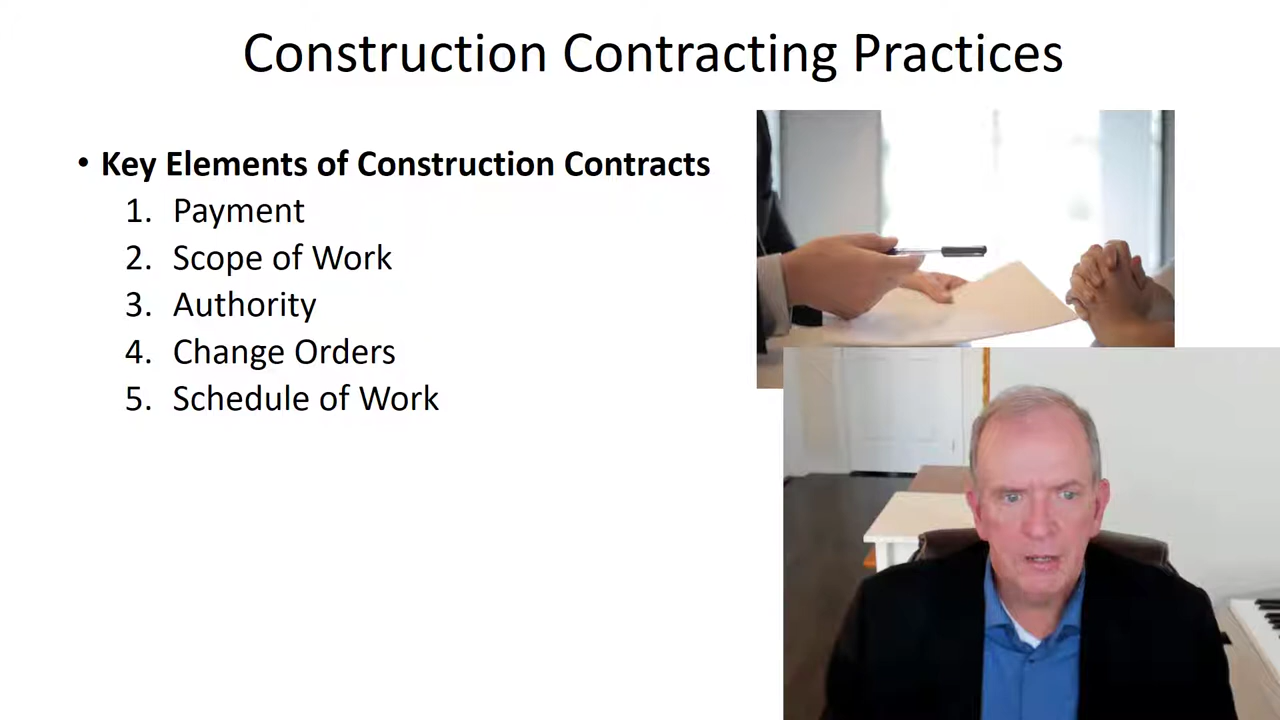 Construction Contracting Practices
• Key Elements of Construction Contracts
1. Payment
2. Scope of Work
3. Authority
4. Change Orders
5. Schedule of Work